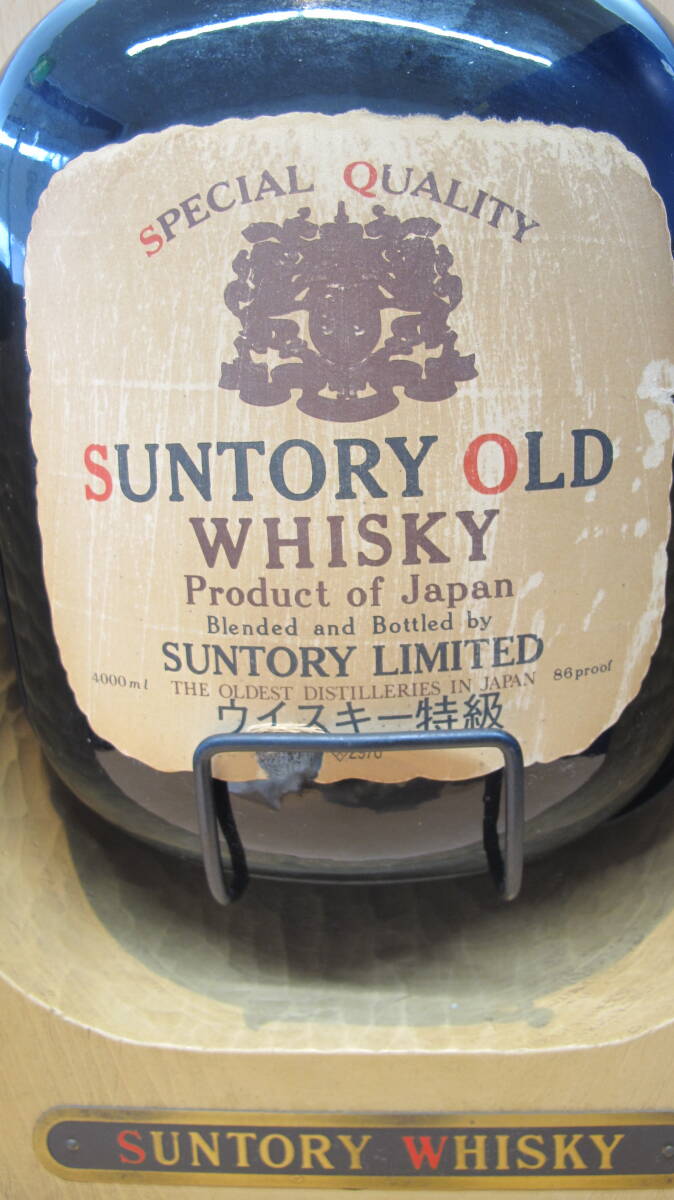 SPECIAL QUALITY
SUNTORY OLD
WHISKY
Product of Japan
Blended and Bottled by
SUNTORY LIMITED
4000ml THE OLDEST DISTILLERIES IN JAPAN 86proof
ウイスキー特級
SUNTORY WHISKY